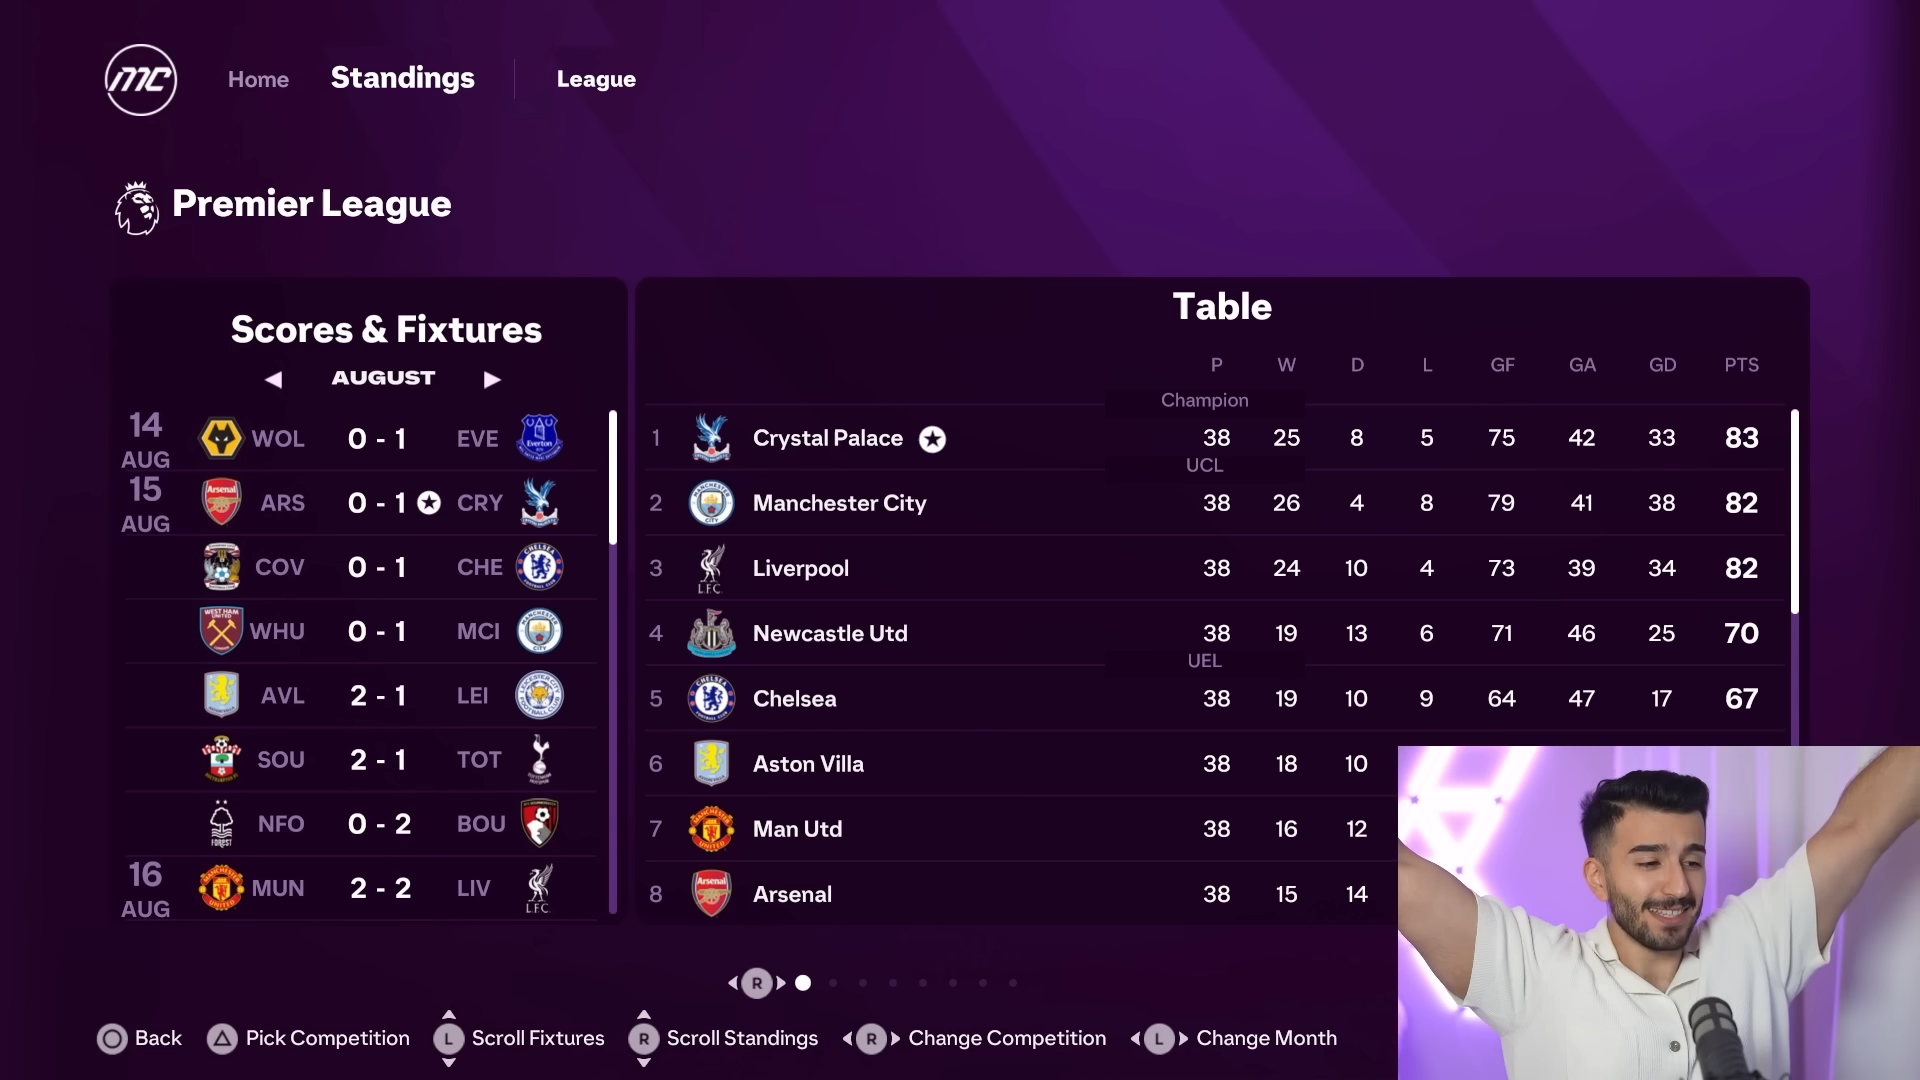 MC Home Standings League
Premier League
Scores & Fixtures
AUGUST
14 AUG WOL 0 - 1 EVE
15 AUG ARS 0 - 1 CRY
COV 0 - 1 CHE
WHU 0 - 1 MCI
AVL 2 - 1 LEI
SOU 2 - 1 TOT
NFO 0 - 2 BOU
16 AUG MUN 2 - 2 LIV
Table
P W D L GF GA GD PTS
Champion
1 Crystal Palace 38 25 8 5 75 42 33 83
UCL
2 Manchester City 38 26 4 8 79 41 38 82
3 Liverpool 38 24 10 4 73 39 34 82
4 Newcastle Utd 38 19 13 6 71 46 25 70
UEL
5 Chelsea 38 19 10 9 64 47 17 67
6 Aston Villa 38 18 10
7 Man Utd 38 16 12
8 Arsenal 38 15 14
R
Back Pick Competition L Scroll Fixtures R Scroll Standings R Change Competition L Change Month